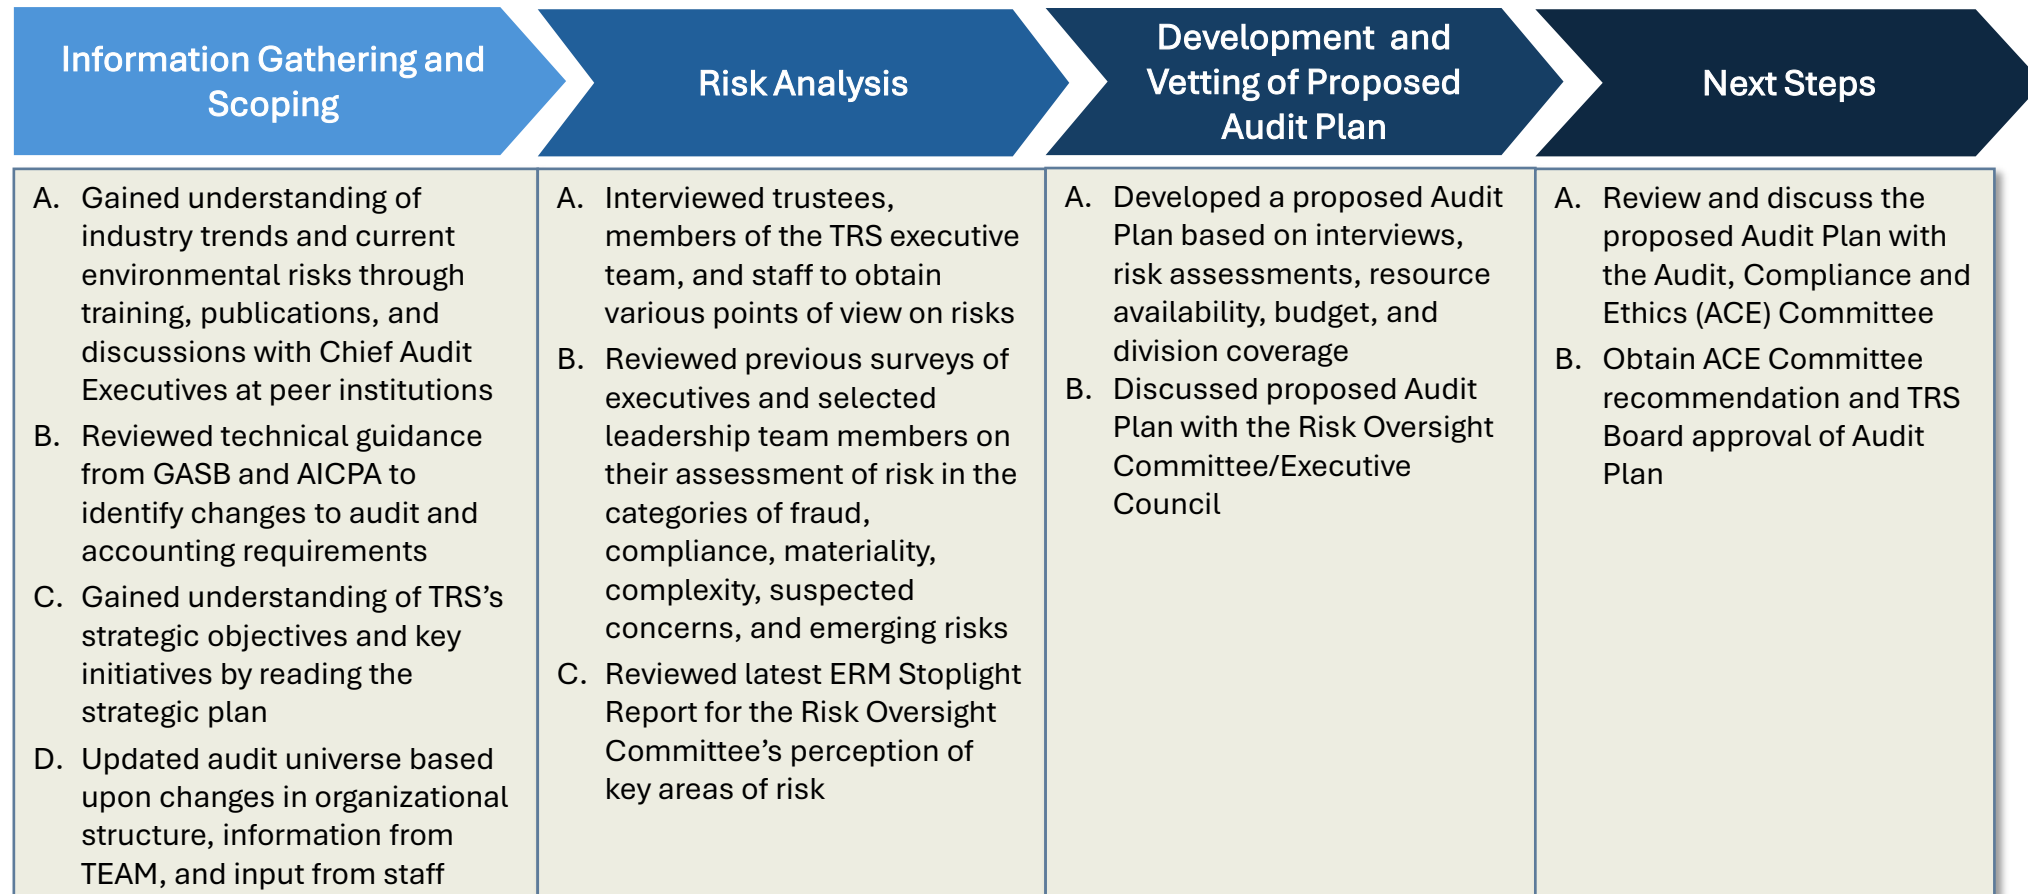 Information Gathering and
Scoping
Risk Analysis
Development and
Vetting of Proposed
Audit Plan
Next Steps
A. Gained understanding of
industry trends and current
environmental risks through
training, publications, and
discussions with Chief Audit
Executives at peer institutions
B. Reviewed technical guidance
from GASB and AICPA to
identify changes to audit and
accounting requirements
C. Gained understanding of TRS’s
strategic objectives and key
initiatives by reading the
strategic plan
D. Updated audit universe based
upon changes in organizational
structure, information from
TEAM, and input from staff
A. Interviewed trustees,
members of the TRS executive
team, and staff to obtain
various points of view on risks
B. Reviewed previous surveys of
executives and selected
leadership team members on
their assessment of risk in the
categories of fraud,
compliance, materiality,
complexity, suspected
concerns, and emerging risks
C. Reviewed latest ERM Stoplight
Report for the Risk Oversight
Committee’s perception of
key areas of risk
A. Developed a proposed Audit
Plan based on interviews,
risk assessments, resource
availability, budget, and
division coverage
B. Discussed proposed Audit
Plan with the Risk Oversight
Committee/Executive
Council
A. Review and discuss the
proposed Audit Plan with
the Audit, Compliance and
Ethics (ACE) Committee
B. Obtain ACE Committee
recommendation and TRS
Board approval of Audit
Plan